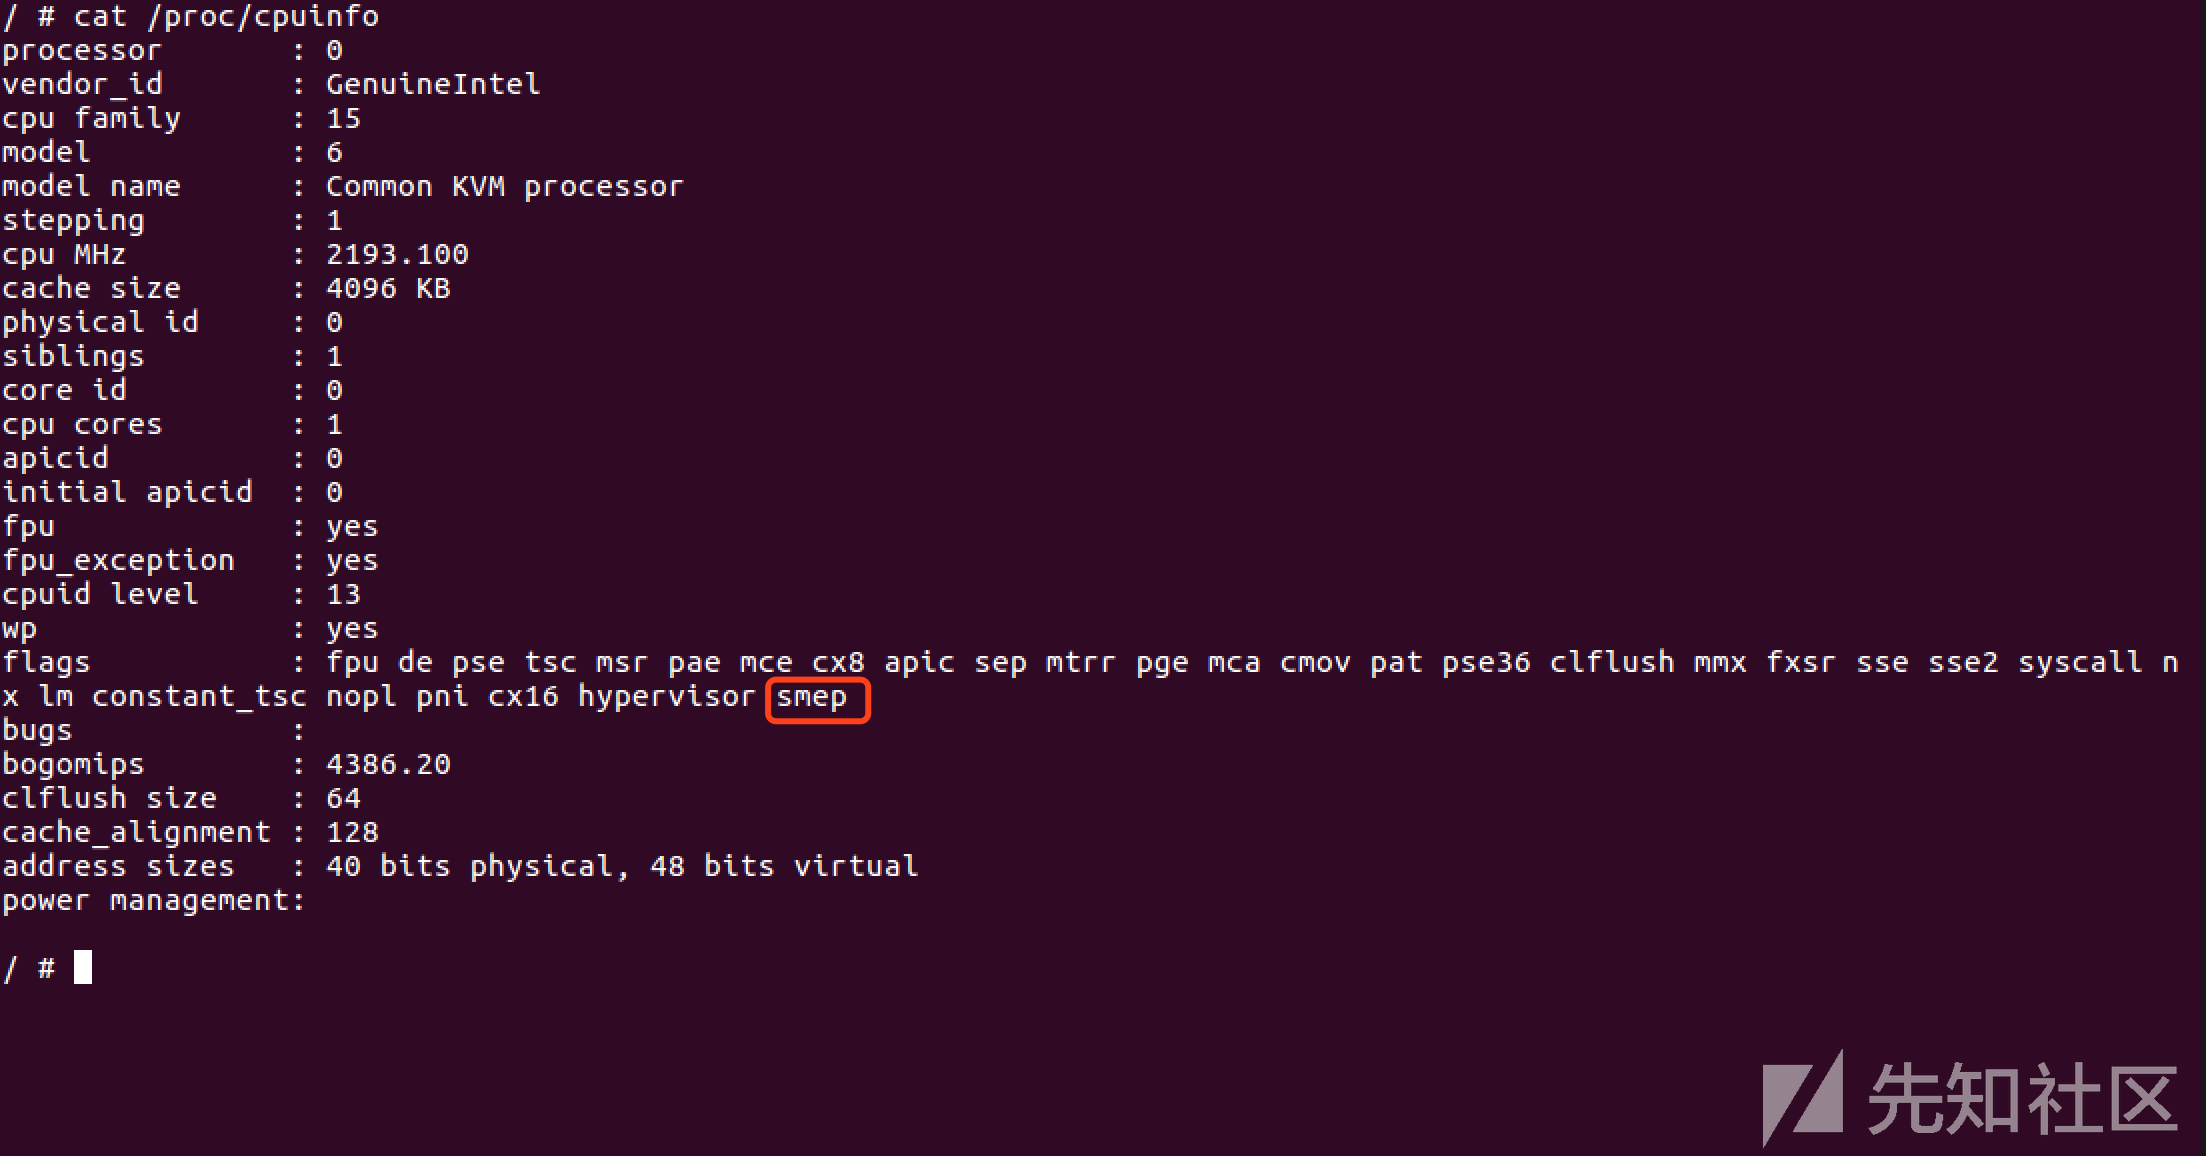 / # cat /proc/cpuinfo
processor : 0
vendor_id : GenuineIntel
cpu family : 15
model : 6
model name : Common KVM processor
stepping : 1
cpu MHz : 2193.100
cache size : 4096 KB
physical id : 0
siblings : 1
core id : 0
cpu cores : 1
apicid : 0
initial apicid : 0
fpu : yes
fpu_exception : yes
cpuid level : 13
wp : yes
flags : fpu de pse tsc msr pae mce cx8 apic sep mtrr pge mca cmov pat pse36 clflush mmx fxsr sse sse2 syscall n
x lm constant_tsc nopl pni cx16 hypervisor smep
bugs :
bogomips : 4386.20
clflush size : 64
cache_alignment : 128
address sizes : 40 bits physical, 48 bits virtual
power management:
/ #
先知社区